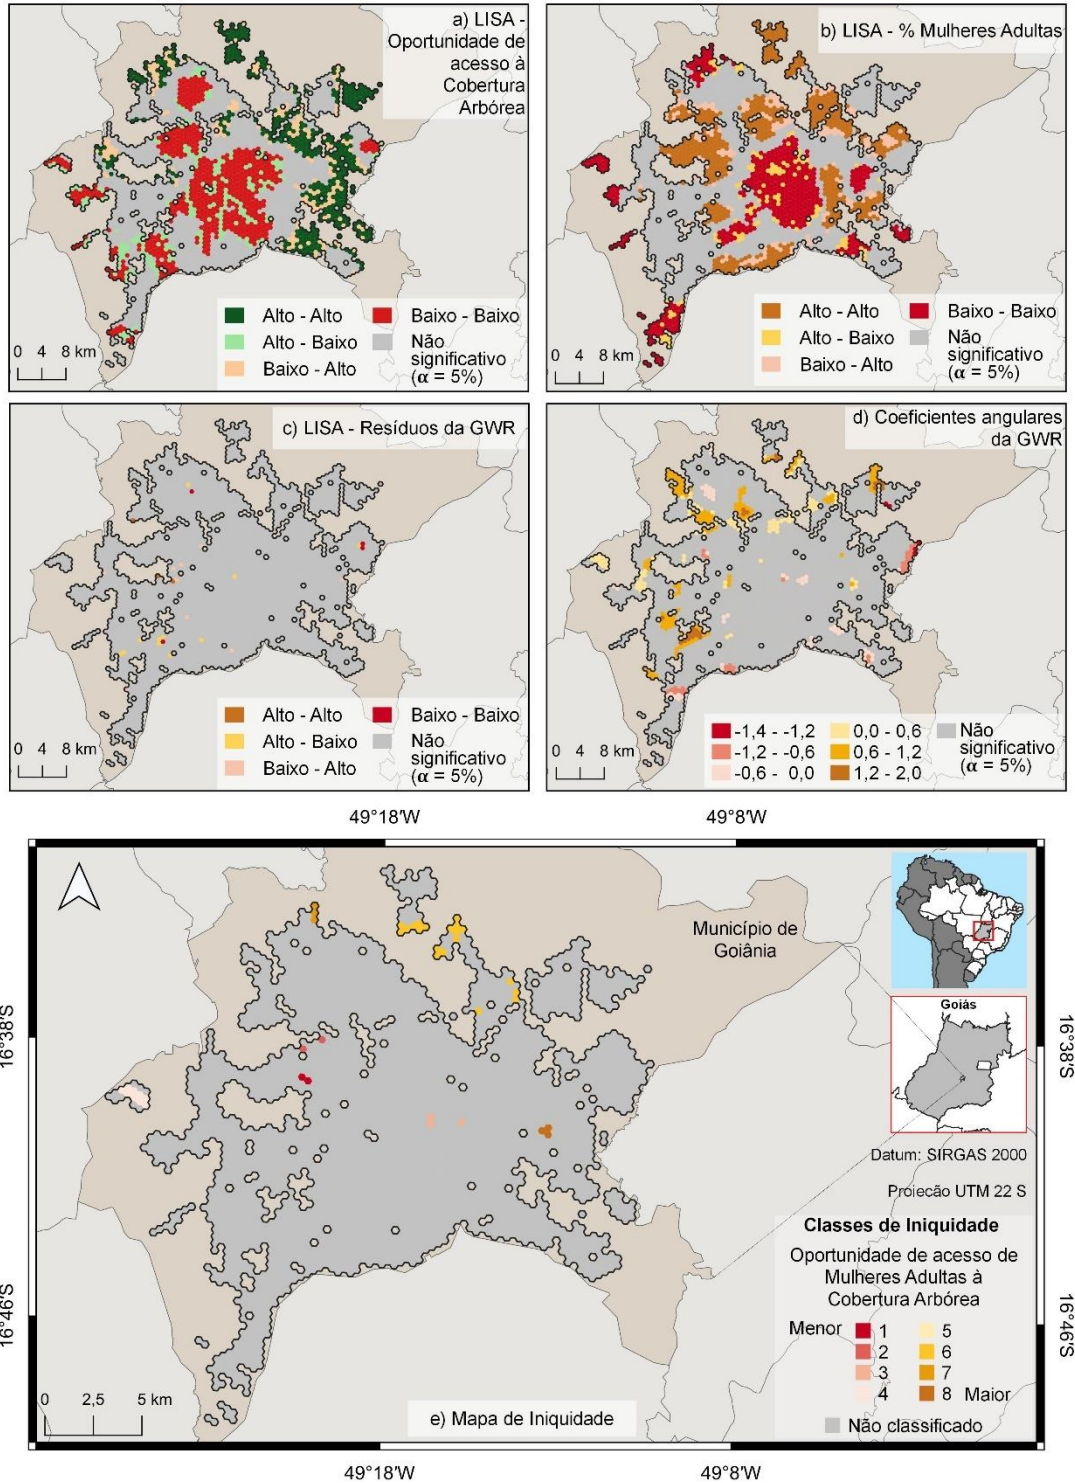 a) LISA -
Oportunidade de
acesso à
Cobertura
Arbórea
Alto - Alto
Baixo - Baixo
Alto - Baixo
Não
significativo
(α = 5%)
Baixo - Alto
0 4 8 km
b) LISA - % Mulheres Adultas
Alto - Alto
Baixo - Baixo
Alto - Baixo
Não
significativo
(α = 5%)
Baixo - Alto
0 4 8 km
c) LISA - Resíduos da GWR
Alto - Alto
Baixo - Baixo
Alto - Baixo
Não
significativo
(α = 5%)
Baixo - Alto
0 4 8 km
d) Coeficientes angulares
da GWR
-1,4 - -1,2
0,0 - 0,6
Não
significativo
(α = 5%)
-1,2 - -0,6
0,6 - 1,2
-0,6 - 0,0
1,2 - 2,0
0 4 8 km
49°18'W
49°8'W
Município de
Goiânia
Goiás
16°38'S
16°38'S
Datum: SIRGAS 2000
Projecão UTM 22 S
Classes de Iniquidade
Oportunidade de acesso de
Mulheres Adultas à
Cobertura Arbórea
Menor
1
5
2
6
3
7
4
8 Maior
Não classificado
16°46'S
16°46'S
0 2,5 5 km
e) Mapa de Iniquidade
49°18'W
49°8'W